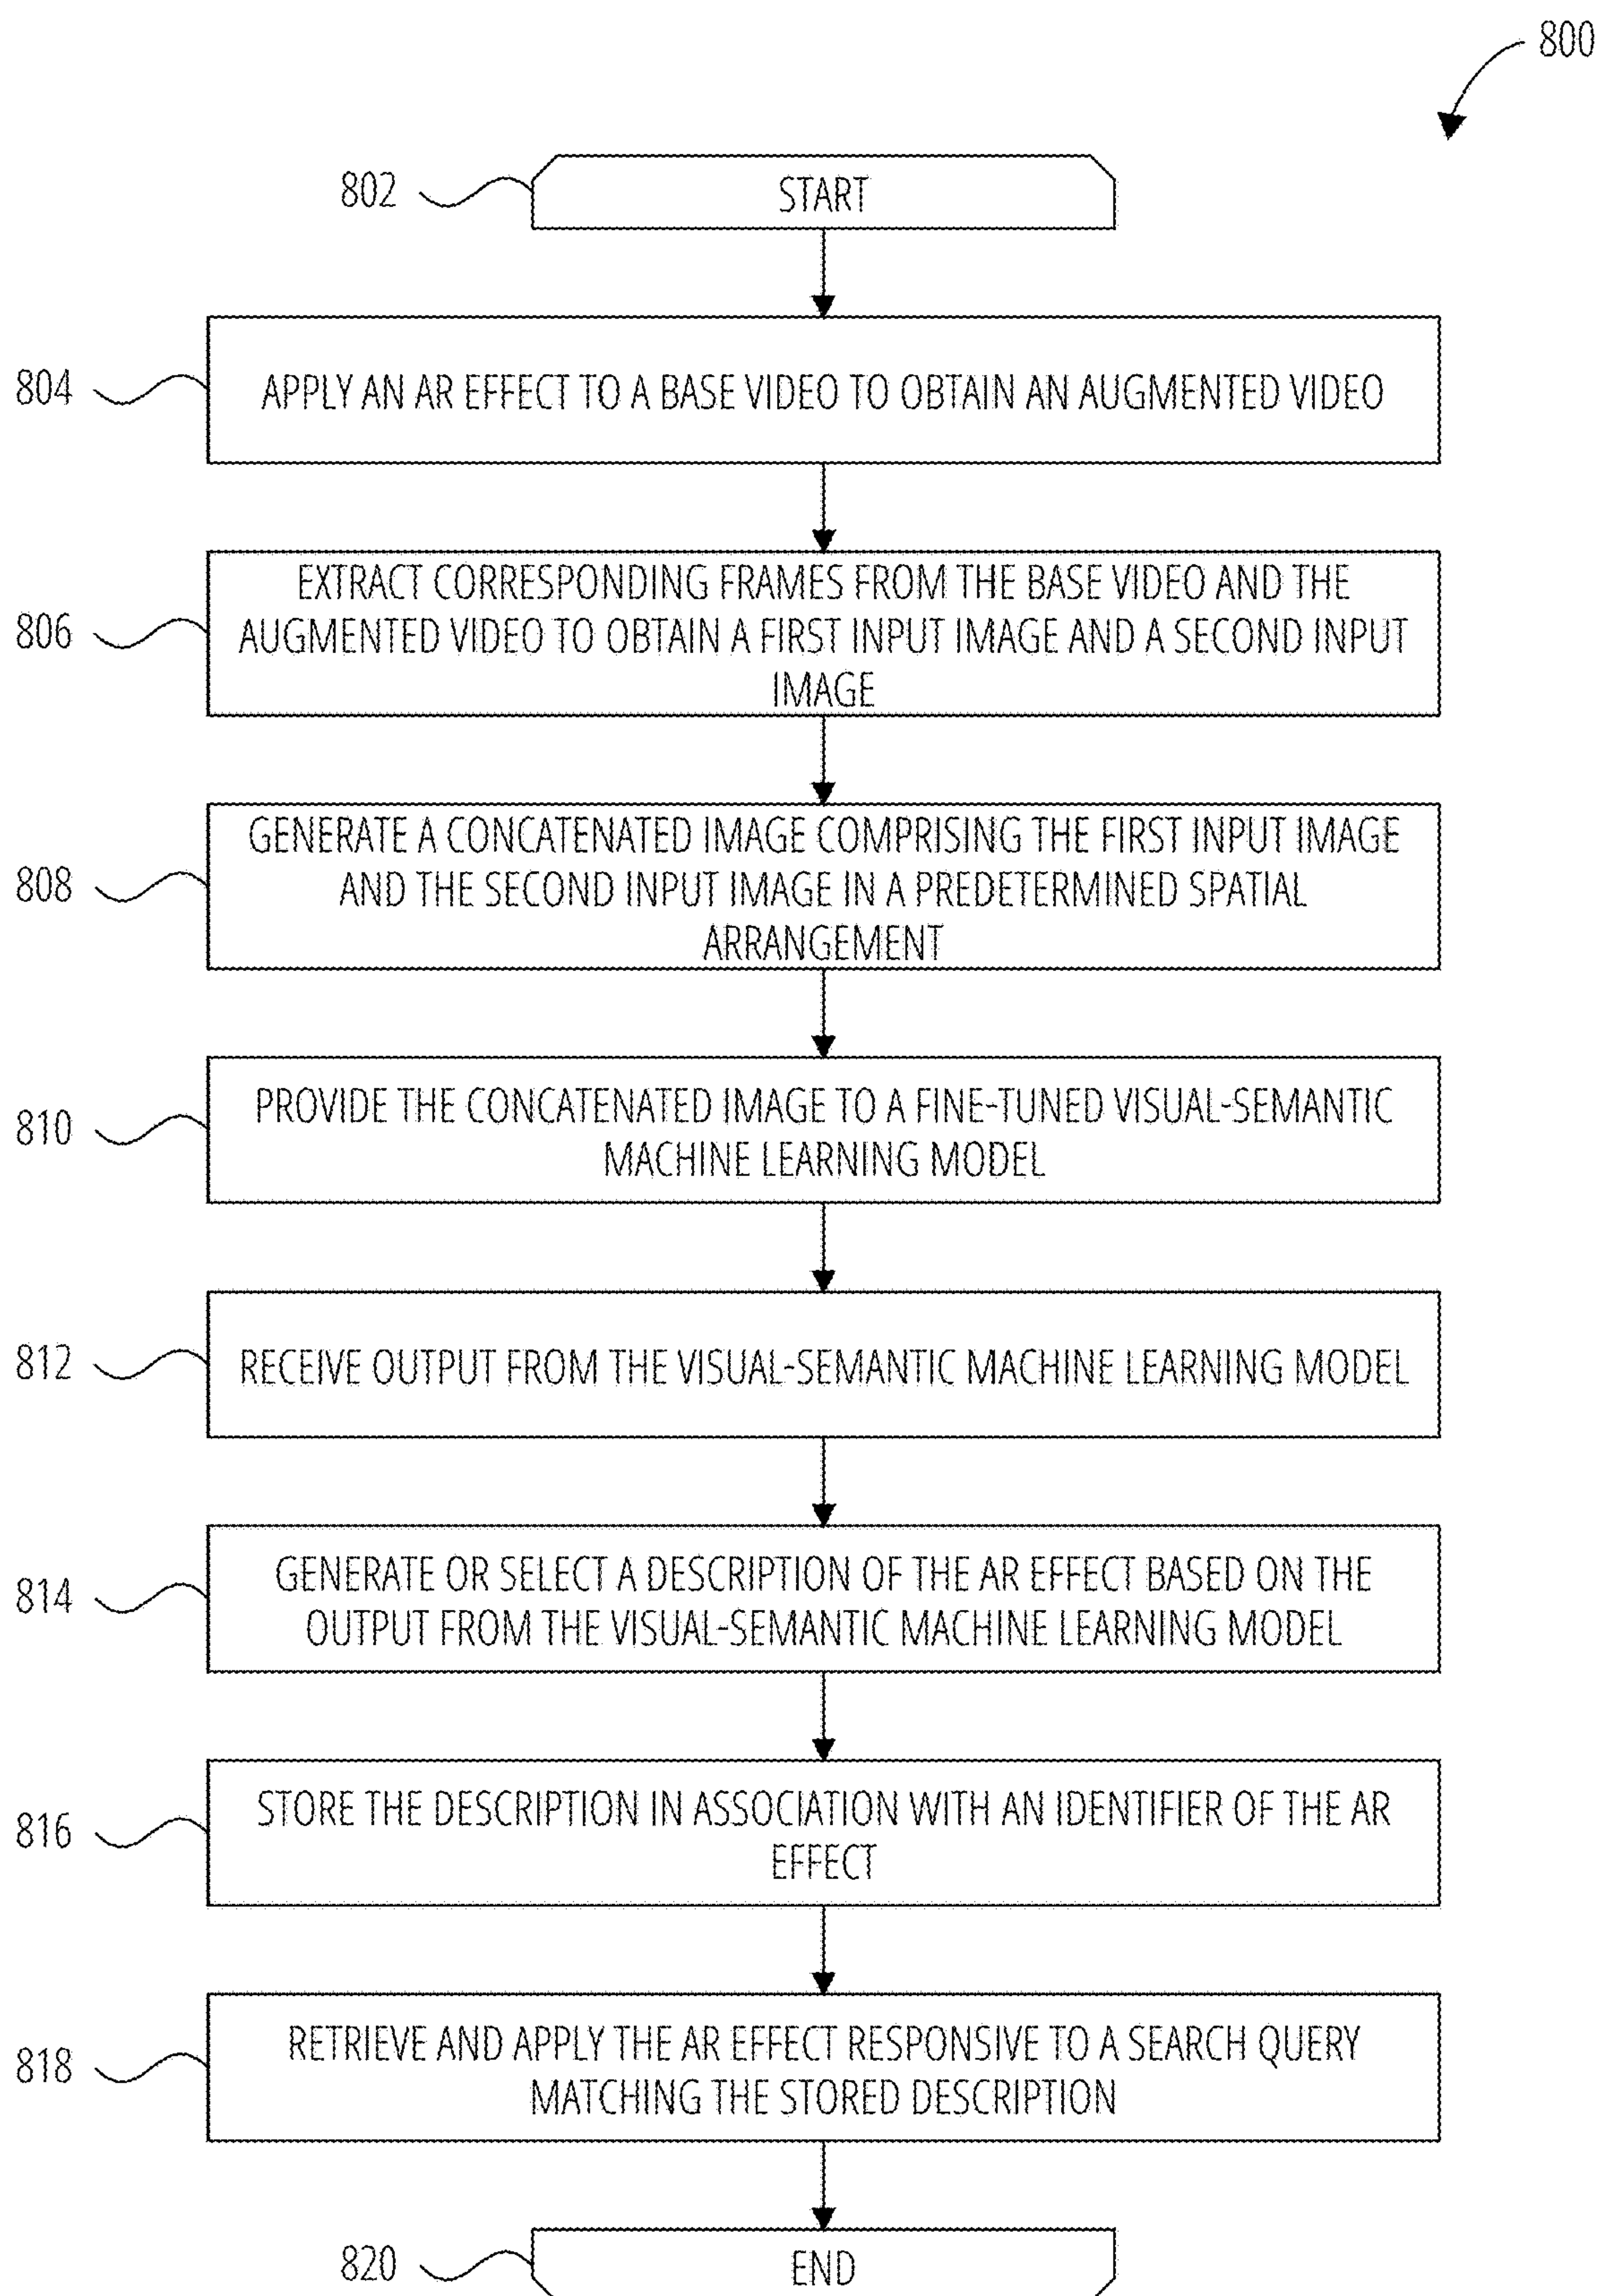 800
802
START
804
APPLY AN AR EFFECT TO A BASE VIDEO TO OBTAIN AN AUGMENTED VIDEO
806
EXTRACT CORRESPONDING FRAMES FROM THE BASE VIDEO AND THE
AUGMENTED VIDEO TO OBTAIN A FIRST INPUT IMAGE AND A SECOND INPUT
IMAGE
808
GENERATE A CONCATENATED IMAGE COMPRISING THE FIRST INPUT IMAGE
AND THE SECOND INPUT IMAGE IN A PREDETERMINED SPATIAL
ARRANGEMENT
810
PROVIDE THE CONCATENATED IMAGE TO A FINE-TUNED VISUAL-SEMANTIC
MACHINE LEARNING MODEL
812
RECEIVE OUTPUT FROM THE VISUAL-SEMANTIC MACHINE LEARNING MODEL
814
GENERATE OR SELECT A DESCRIPTION OF THE AR EFFECT BASED ON THE
OUTPUT FROM THE VISUAL-SEMANTIC MACHINE LEARNING MODEL
816
STORE THE DESCRIPTION IN ASSOCIATION WITH AN IDENTIFIER OF THE AR
EFFECT
818
RETRIEVE AND APPLY THE AR EFFECT RESPONSIVE TO A SEARCH QUERY
MATCHING THE STORED DESCRIPTION
820
END